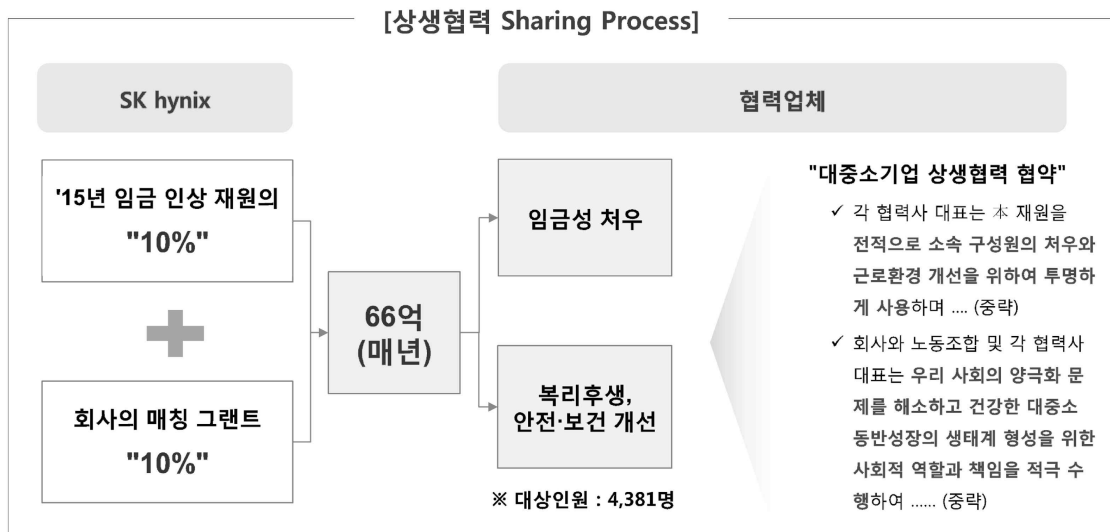 [상생협력 Sharing Process]
SK hynix
협력업체
'15년 임금 인상 재원의
"10%"
회사의 매칭 그랜트
"10%"
66억
(매년)
임금성 처우
복리후생,
안전·보건 개선
※ 대상인원 : 4,381명
"대중소기업 상생협력 협약"
✓ 각 협력사 대표는 本 재원을
전적으로 소속 구성원의 처우와
근로환경 개선을 위하여 투명하
게 사용하며 .... (중략)
✓ 회사와 노동조합 및 각 협력사
대표는 우리 사회의 양극화 문
제를 해소하고 건강한 대중소
동반성장의 생태계 형성을 위한
사회적 역할과 책임을 적극 수
행하여 ...... (중략)